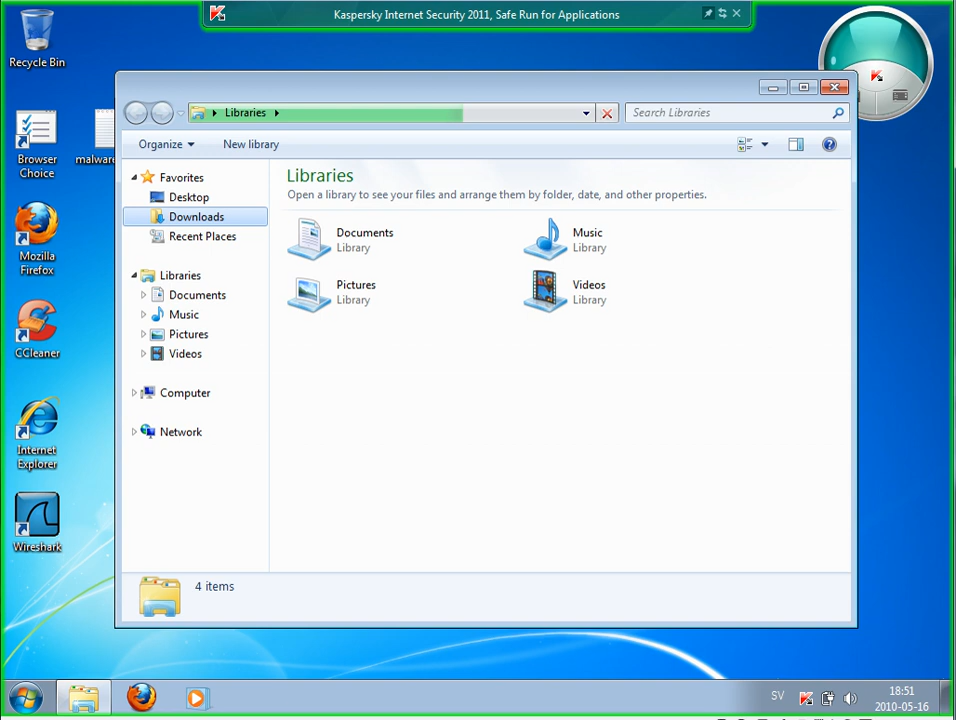 Kaspersky Internet Security 2011, Safe Run for Applications
Recycle Bin
Browser
Choice
malware
Mozilla
Firefox
CCleaner
Internet
Explorer
Wireshark
Libraries
Search Libraries
Organize
New library
Favorites
Desktop
Downloads
Recent Places
Libraries
Documents
Music
Pictures
Videos
Computer
Network
Libraries
Open a library to see your files and arrange them by folder, date, and other properties.
Documents
Library
Music
Library
Pictures
Library
Videos
Library
4 items
SV
18:51
2010-05-16